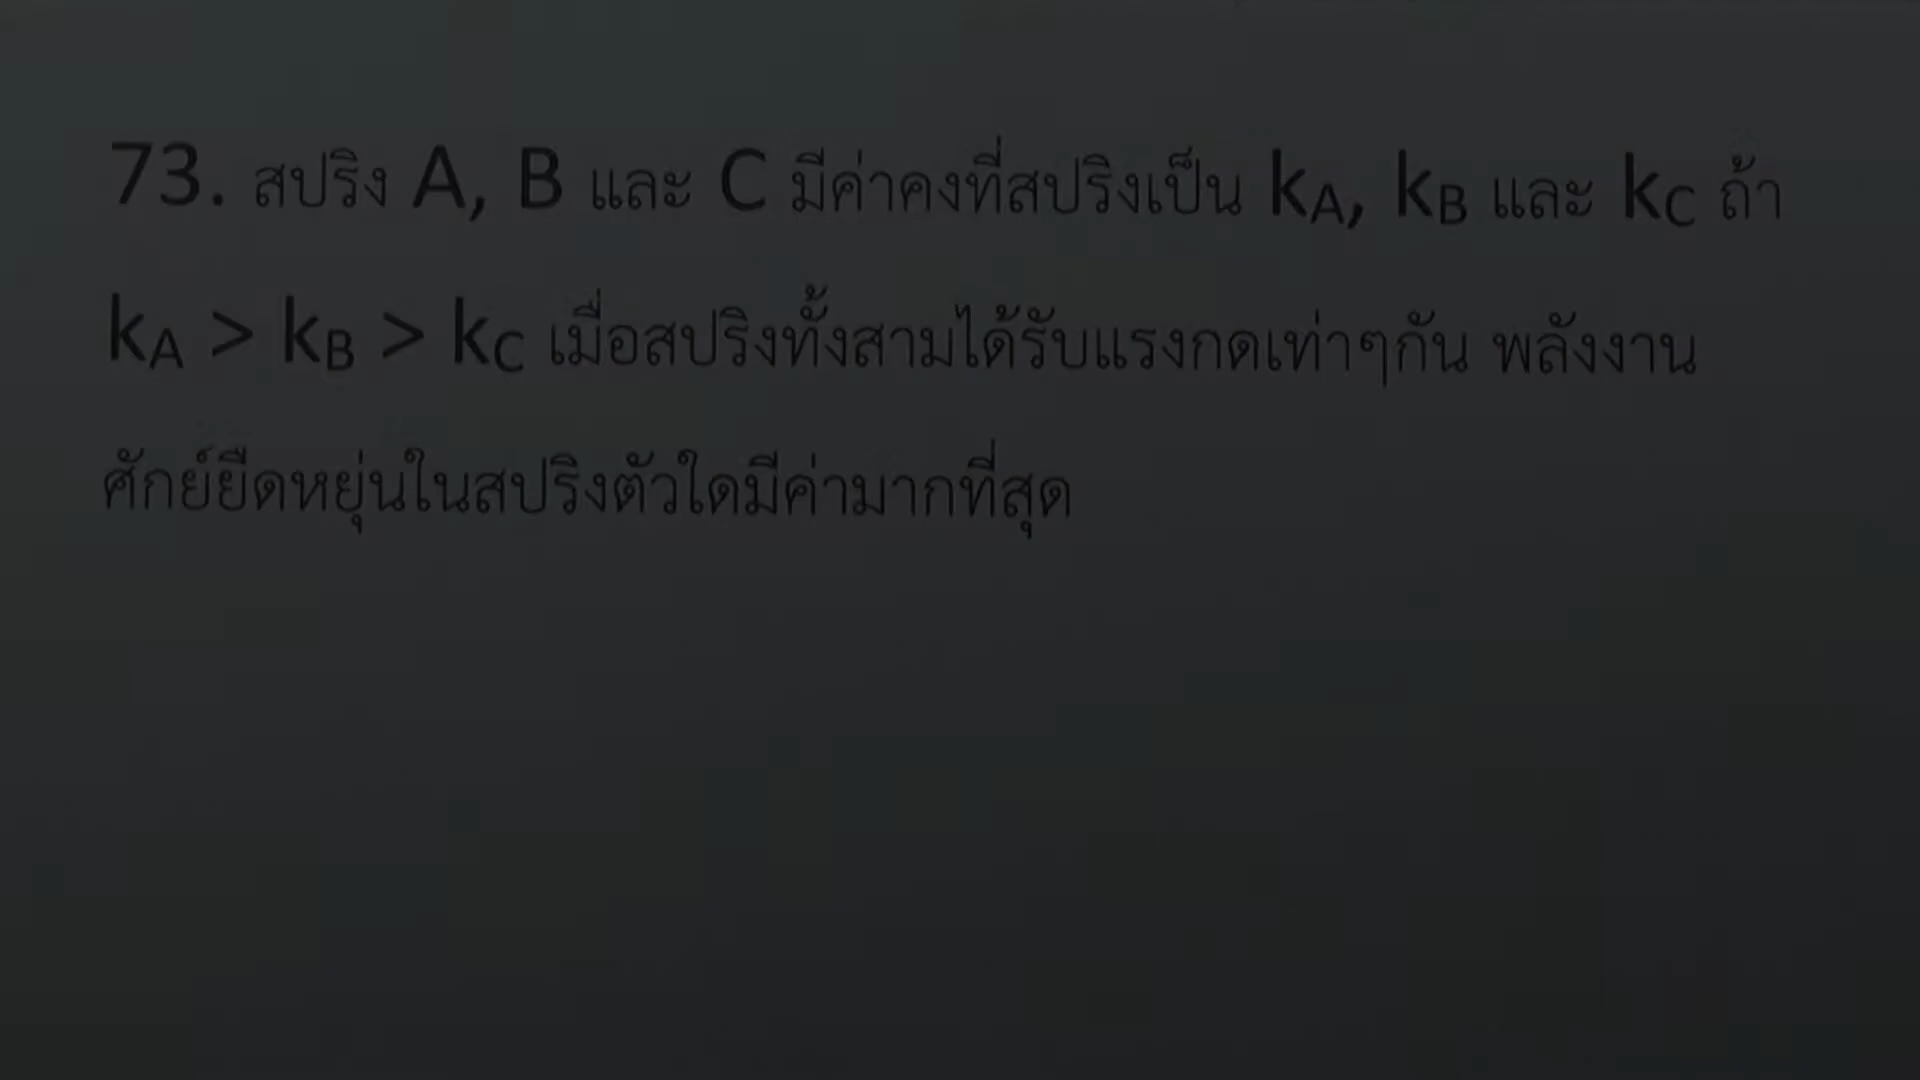 73. สปริง A, B และ C มีค่าคงที่สปริงเป็น kA, kB และ kC ถ้า
kA > kB > kC เมื่อสปริงทั้งสามได้รับแรงกดเท่าๆกัน พลังงาน
ศักย์ยืดหยุ่นในสปริงตัวใดมีค่ามากที่สุด